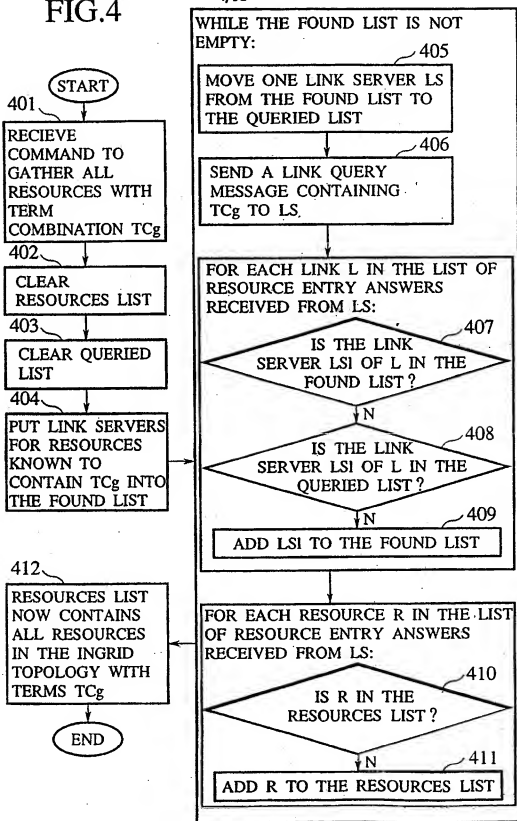 FIG.4
START
401
RECIEVE
COMMAND TO
GATHER ALL
RESOURCES WITH
TERM
COMBINATION TCg
402
CLEAR
RESOURCES LIST
403
CLEAR QUERIED
LIST
404
PUT LINK SERVERS
FOR RESOURCES
KNOWN TO
CONTAIN TCg INTO
THE FOUND LIST
WHILE THE FOUND LIST IS NOT
EMPTY:
405
MOVE ONE LINK SERVER LS
FROM THE FOUND LIST TO
THE QUERIED LIST
406
SEND A LINK QUERY
MESSAGE CONTAINING
TCg TO LS
FOR EACH LINK L IN THE LIST OF
RESOURCE ENTRY ANSWERS
RECEIVED FROM LS:
407
IS THE LINK
SERVER LSI OF L IN THE
FOUND LIST?
N
408
IS THE LINK
SERVER LSI OF L IN THE
QUERIED LIST?
N
409
ADD LSI TO THE FOUND LIST
FOR EACH RESOURCE R IN THE LIST
OF RESOURCE ENTRY ANSWERS
RECEIVED FROM LS:
410
IS R IN THE
RESOURCES LIST?
N
411
ADD R TO THE RESOURCES LIST
412
RESOURCES LIST
NOW CONTAINS
ALL RESOURCES
IN THE INGRID
TOPOLOGY WITH
TERMS TCg
END